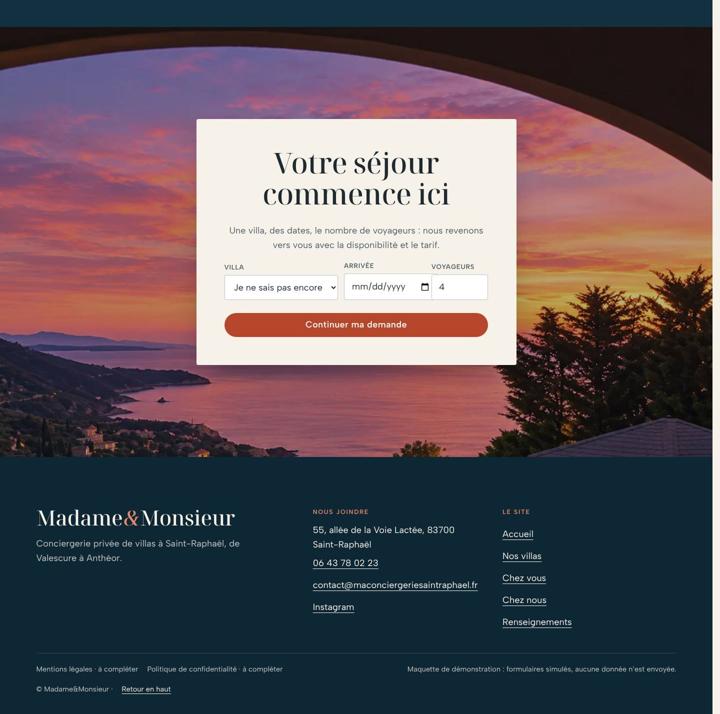 Votre séjour
commence ici
Une villa, des dates, le nombre de voyageurs : nous revenons
vers vous avec la disponibilité et le tarif.
VILLA
Je ne sais pas encore
ARRIVÉE
mm/dd/yyyy
VOYAGEURS
4
Continuer ma demande
Madame&Monsieur
Conciergerie privée de villas à Saint-Raphaël, de
Valescure à Anthéor.
NOUS JOINDRE
55, allée de la Voie Lactée, 83700
Saint-Raphaël
06 43 78 02 23
contact@maconciergeriesaintraphael.fr
Instagram
LE SITE
Accueil
Nos villas
Chez vous
Chez nous
Renseignements
Mentions légales · à compléter Politique de confidentialité · à compléter
Maquette de démonstration : formulaires simulés, aucune donnée n'est envoyée.
© Madame&Monsieur · Retour en haut